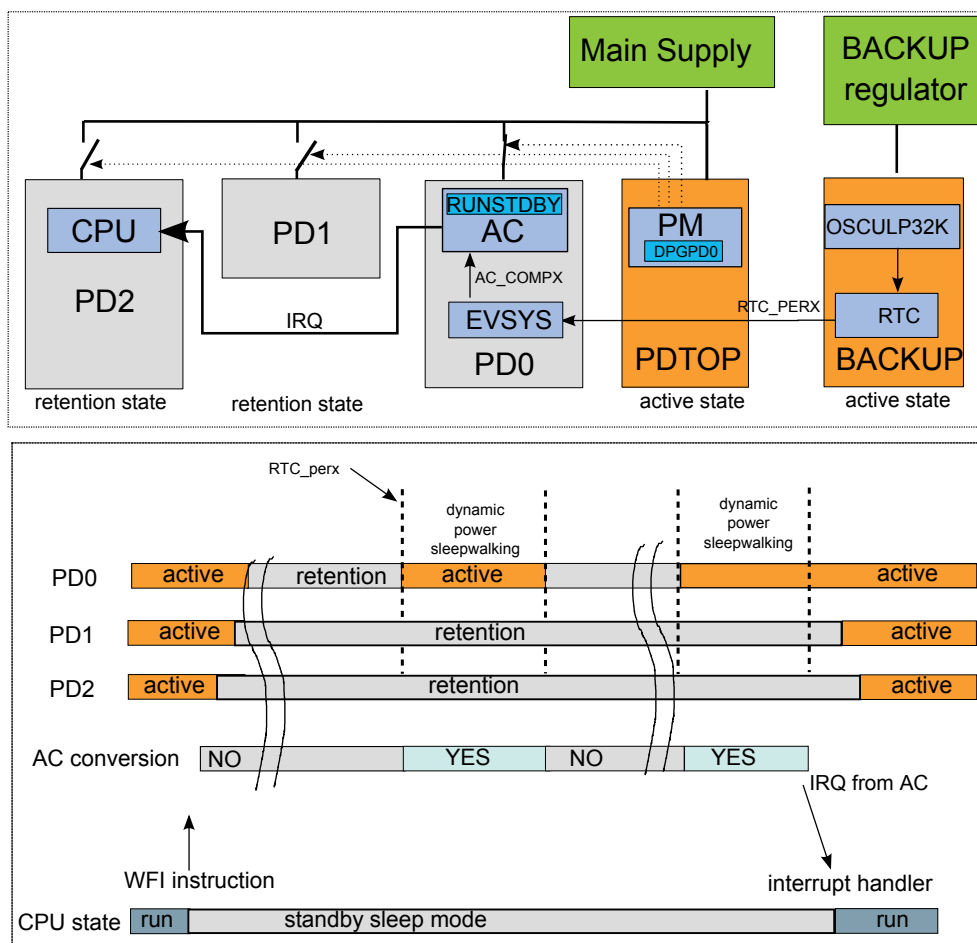 Main Supply
BACKUP
regulator
RUNSTDBY
CPU
AC
PD1
PM
DPGPD0
OSCULP32K
AC_COMPX
PD2
IRQ
EVSYS
RTC_PERX
RTC
PD0
PDTOP
BACKUP
retention state
retention state
active state
active state
RTC_perx
dynamic
power
sleepwalking
dynamic
power
sleepwalking
PD0
active
retention
active
active
PD1
active
retention
active
PD2
active
retention
active
AC conversion
NO
YES
NO
YES
IRQ from AC
WFI instruction
interrupt handler
CPU state
run
standby sleep mode
run